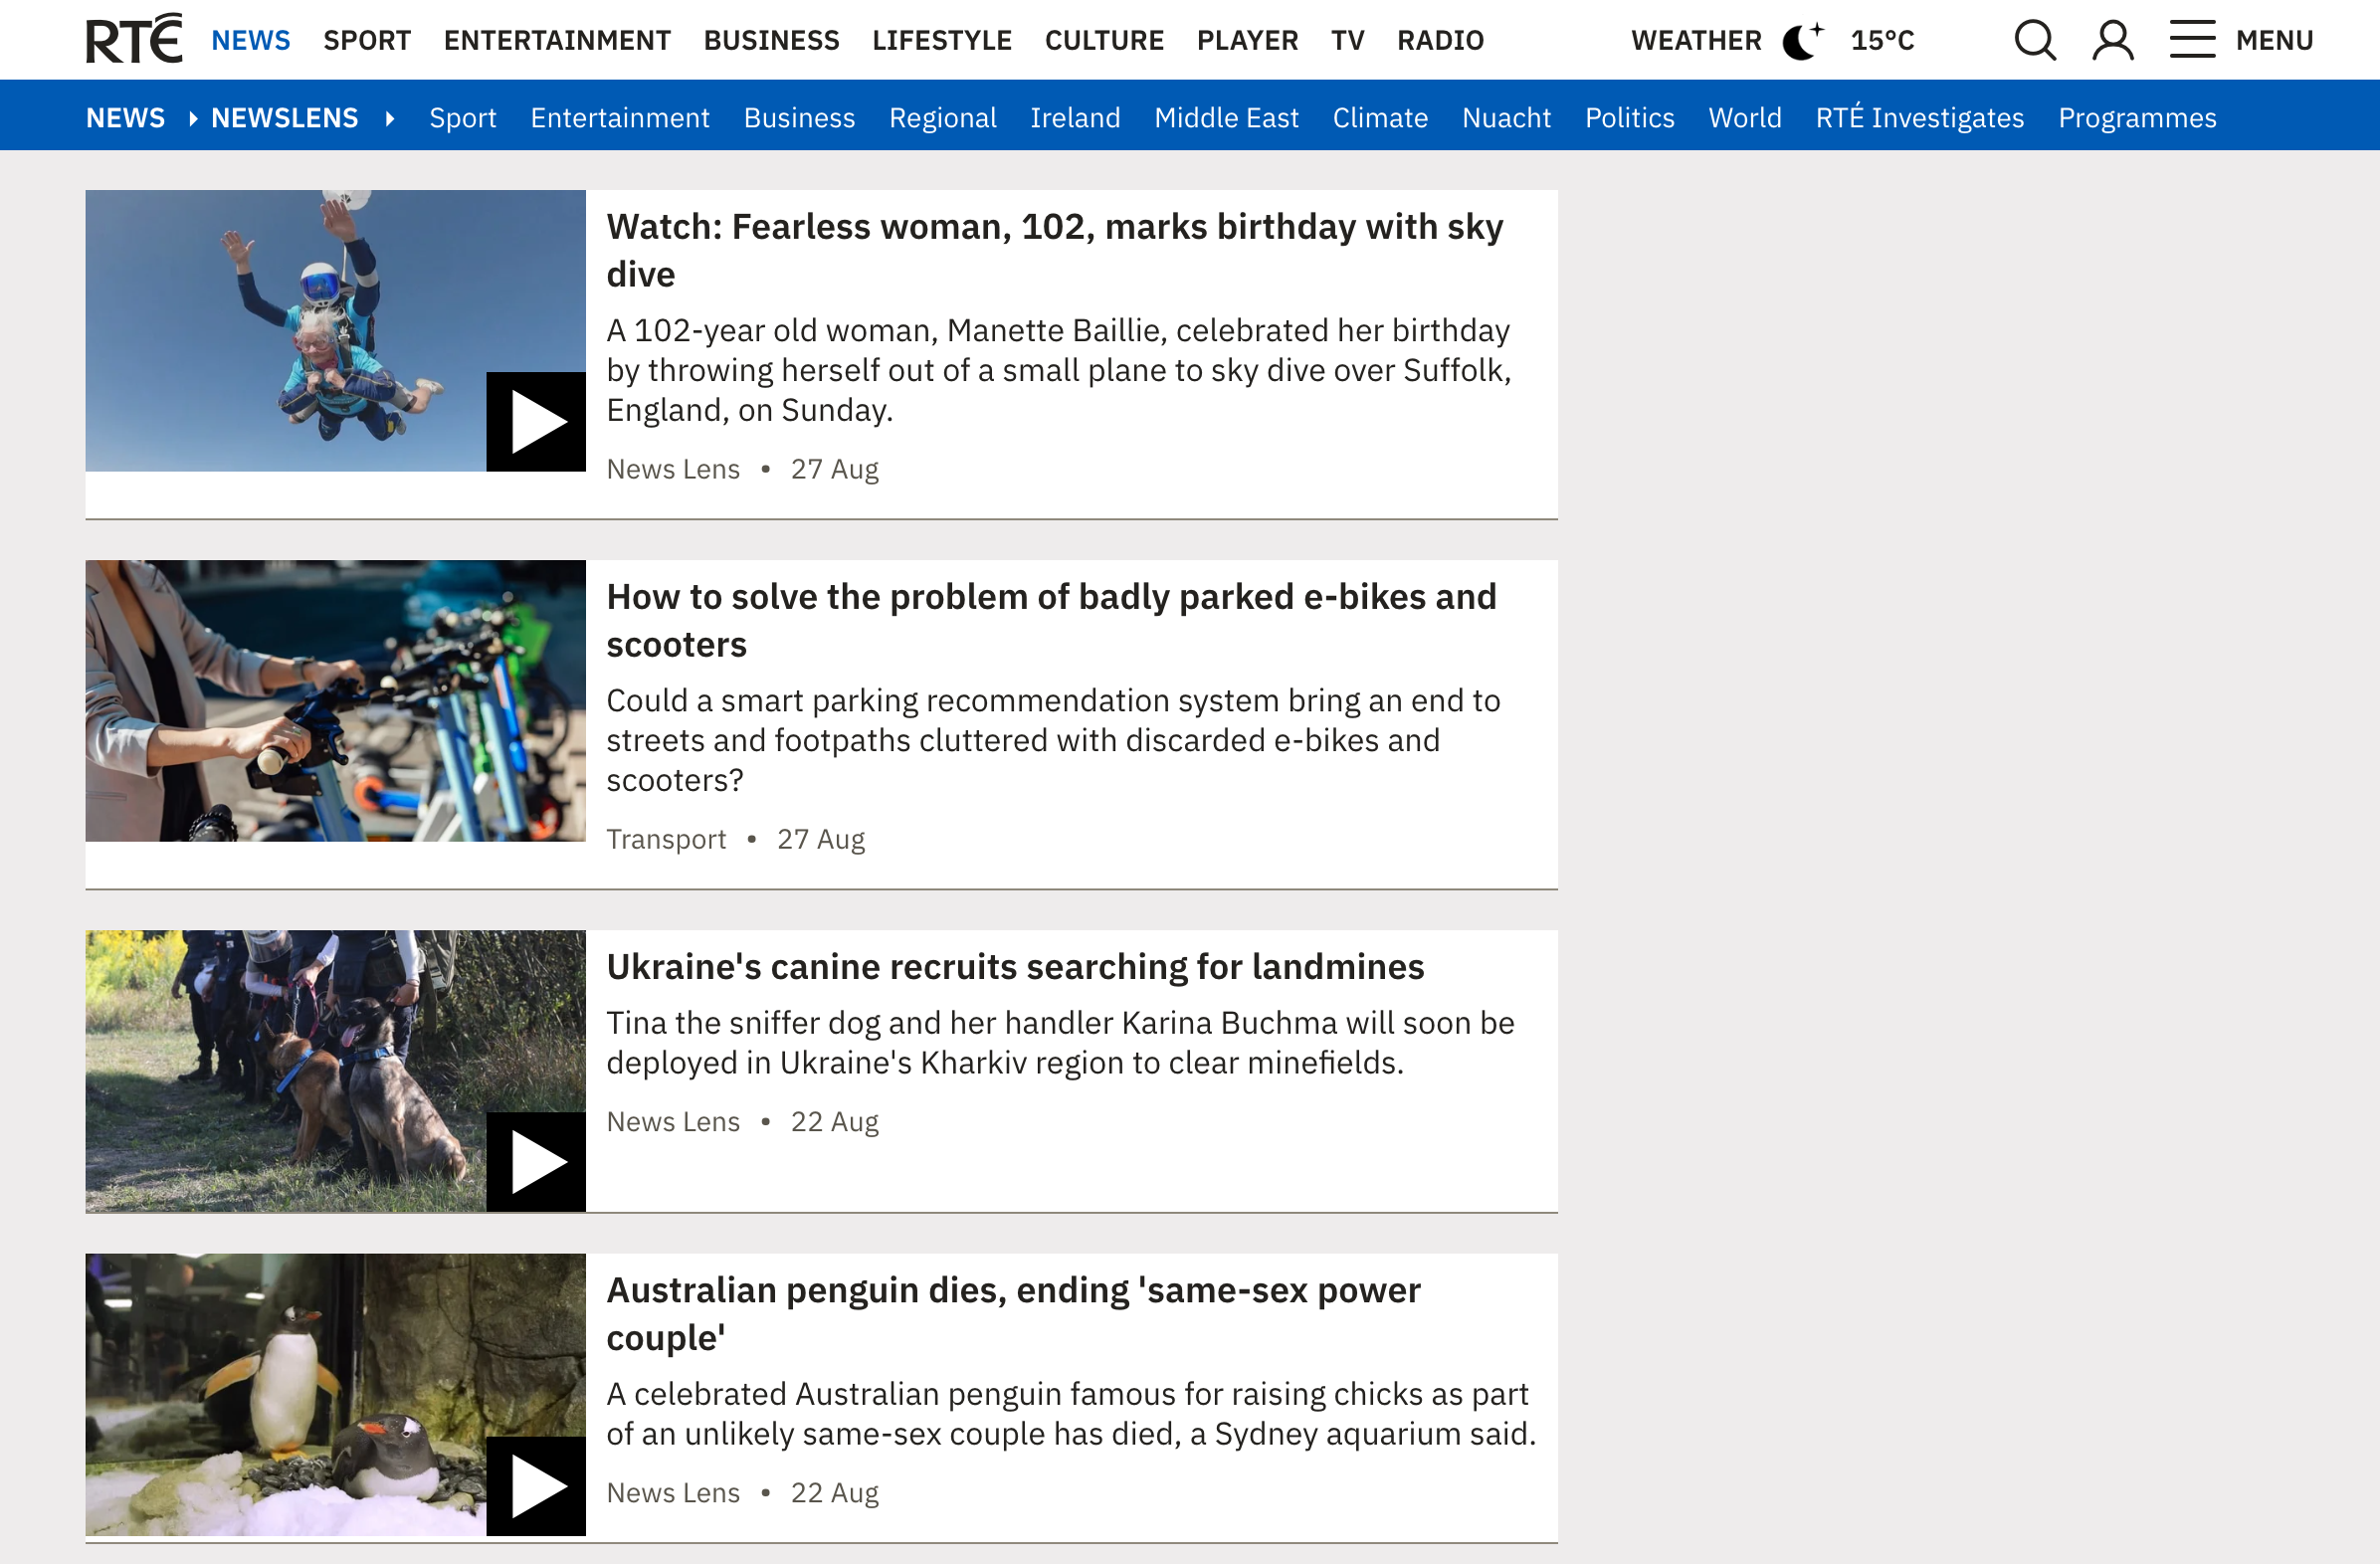 RTÉ NEWS SPORT ENTERTAINMENT BUSINESS LIFESTYLE CULTURE PLAYER TV RADIO WEATHER 15°C MENU
NEWS NEWSLENS Sport Entertainment Business Regional Ireland Middle East Climate Nuacht Politics World RTÉ Investigates Programmes
Watch: Fearless woman, 102, marks birthday with sky
dive
A 102-year old woman, Manette Baillie, celebrated her birthday
by throwing herself out of a small plane to sky dive over Suffolk,
England, on Sunday.
News Lens • 27 Aug
How to solve the problem of badly parked e-bikes and
scooters
Could a smart parking recommendation system bring an end to
streets and footpaths cluttered with discarded e-bikes and
scooters?
Transport • 27 Aug
Ukraine's canine recruits searching for landmines
Tina the sniffer dog and her handler Karina Buchma will soon be
deployed in Ukraine's Kharkiv region to clear minefields.
News Lens • 22 Aug
Australian penguin dies, ending 'same-sex power
couple'
A celebrated Australian penguin famous for raising chicks as part
of an unlikely same-sex couple has died, a Sydney aquarium said.
News Lens • 22 Aug